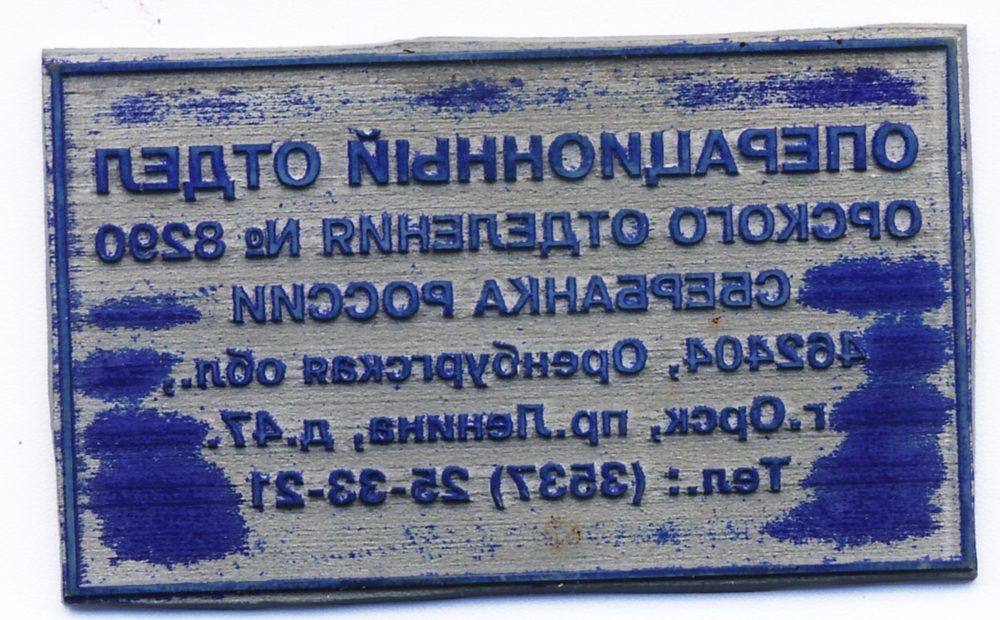 ОПЕРАЦИОННЫЙ ОТДЕЛ
ОРСКОГО ОТДЕЛЕНИЯ № 8290
СБЕРБАНКА РОССИИ
462404, Оренбургская обл.,
г.Орск, пр.Ленина, д.47.
Тел.: (3537) 25-33-21